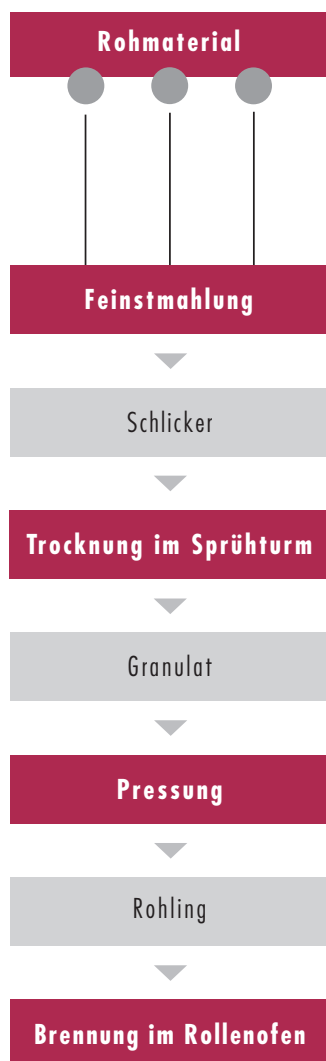 Rohmaterial
Feinstmahlung
Schlicker
Trocknung im Sprühturm
Granulat
Pressung
Rohling
Brennung im Rollenofen